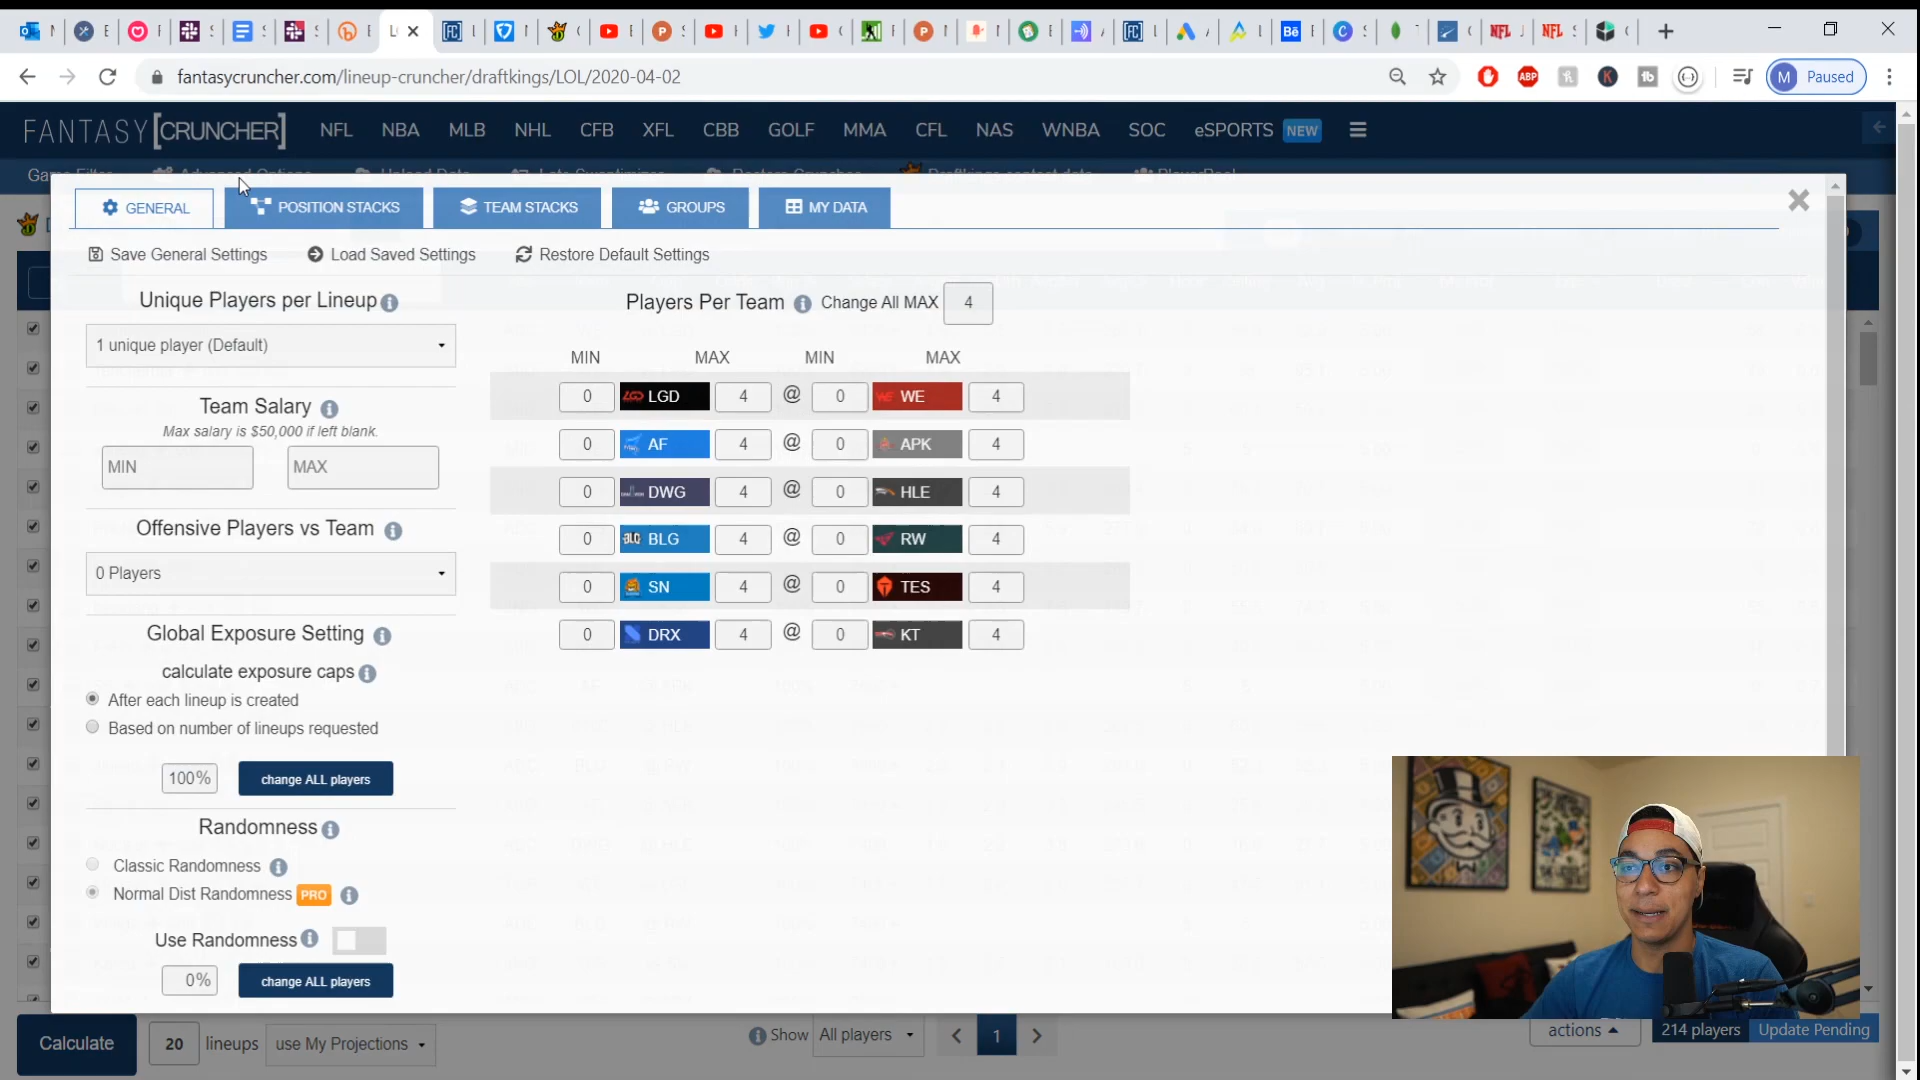 fantasycruncher.com/lineup-cruncher/draftkings/LOL/2020-04-02
M Paused
FANTASY [CRUNCHER] NFL NBA MLB NHL CFB XFL CBB GOLF MMA CFL NAS WNBA SOC eSPORTS NEW
GENERAL POSITION STACKS TEAM STACKS GROUPS MY DATA
Save General Settings Load Saved Settings Restore Default Settings
Unique Players per Lineup
1 unique player (Default)
Team Salary
Max salary is $50,000 if left blank.
MIN MAX
Offensive Players vs Team
0 Players
Global Exposure Setting
calculate exposure caps
After each lineup is created
Based on number of lineups requested
100% change ALL players
Randomness
Classic Randomness
Normal Dist Randomness PRO
Use Randomness
0% change ALL players
Players Per Team Change All MAX 4
MIN MAX MIN MAX
0 LGD 4 @ 0 WE 4
0 AF 4 @ 0 APK 4
0 DWG 4 @ 0 HLE 4
0 BLG 4 @ 0 RW 4
0 SN 4 @ 0 TES 4
0 DRX 4 @ 0 KT 4
Calculate 20 lineups use My Projections Show All players 1 actions 214 players Update Pending